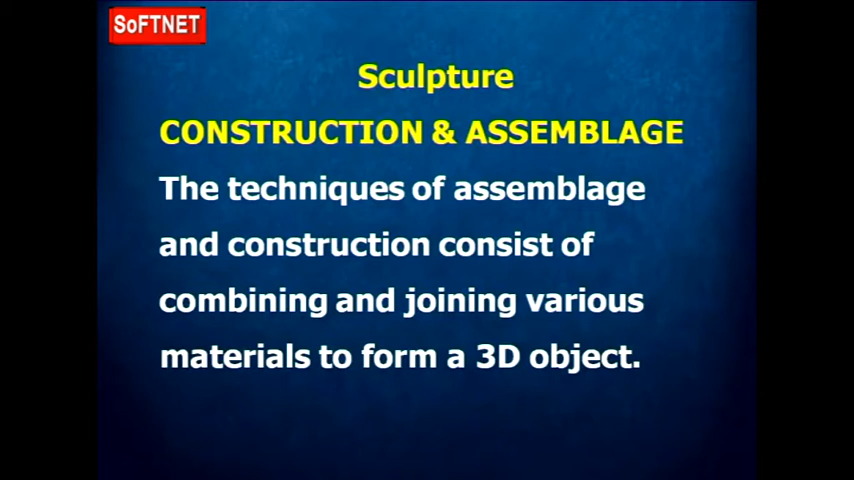 SoFTNET
Sculpture
CONSTRUCTION & ASSEMBLAGE
The techniques of assemblage
and construction consist of
combining and joining various
materials to form a 3D object.